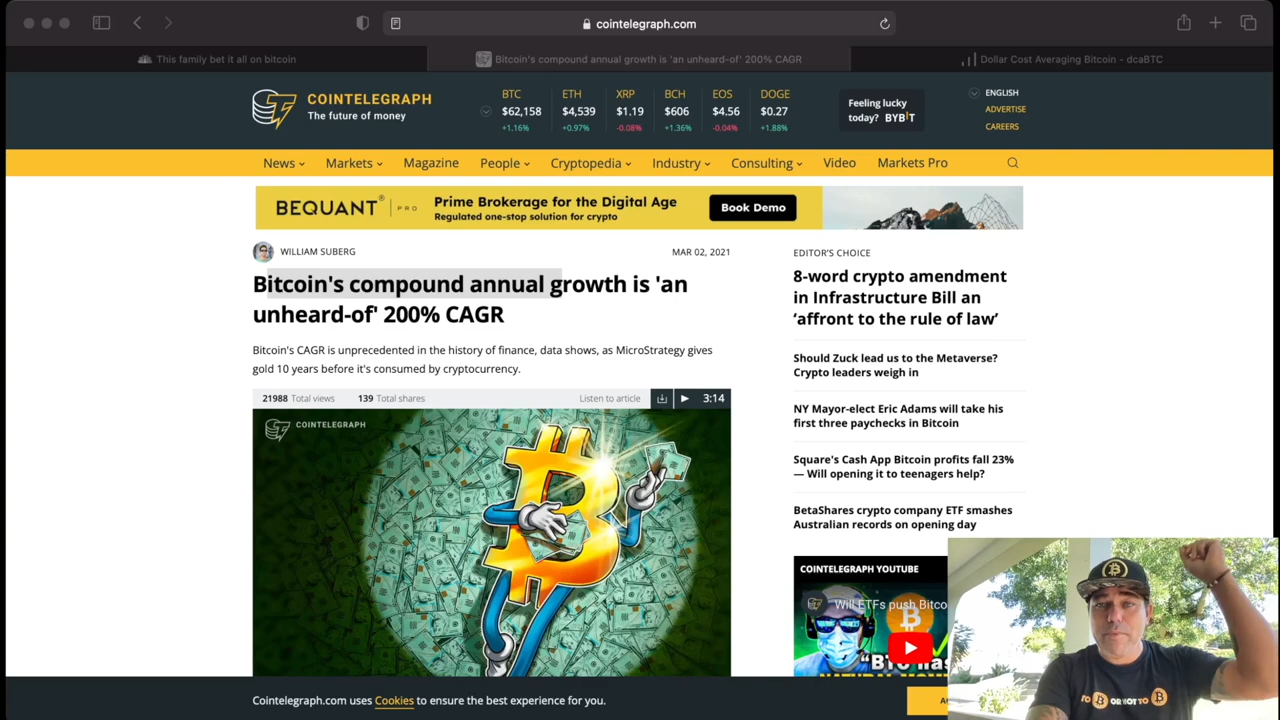 cointelegraph.com
This family bet it all on bitcoin
Bitcoin's compound annual growth is 'an unheard-of' 200% CAGR
Dollar Cost Averaging Bitcoin - dcaBTC
COINTELEGRAPH
The future of money
BTC ETH XRP BCH EOS DOGE
$62,158 $4,539 $1.19 $606 $4.56 $0.27
+1.16% +0.97% -0.08% +1.36% -0.04% +1.88%
Feeling lucky
today? BYBIT
ENGLISH
ADVERTISE
CAREERS
News Markets Magazine People Cryptopedia Industry Consulting Video Markets Pro
BEQUANT® PRO
Prime Brokerage for the Digital Age
Regulated one-stop solution for crypto
Book Demo
WILLIAM SUBERG
MAR 02, 2021
Bitcoin's compound annual growth is 'an
unheard-of' 200% CAGR
Bitcoin's CAGR is unprecedented in the history of finance, data shows, as MicroStrategy gives
gold 10 years before it's consumed by cryptocurrency.
21988 Total views 139 Total shares Listen to article 3:14
COINTELEGRAPH
EDITOR'S CHOICE
8-word crypto amendment
in Infrastructure Bill an
‘affront to the rule of law’
Should Zuck lead us to the Metaverse?
Crypto leaders weigh in
NY Mayor-elect Eric Adams will take his
first three paychecks in Bitcoin
Square's Cash App Bitcoin profits fall 23%
— Will opening it to teenagers help?
BetaShares crypto company ETF smashes
Australian records on opening day
COINTELEGRAPH YOUTUBE
Will ETFs push Bitco
OR NOT
Cointelegraph.com uses Cookies to ensure the best experience for you.